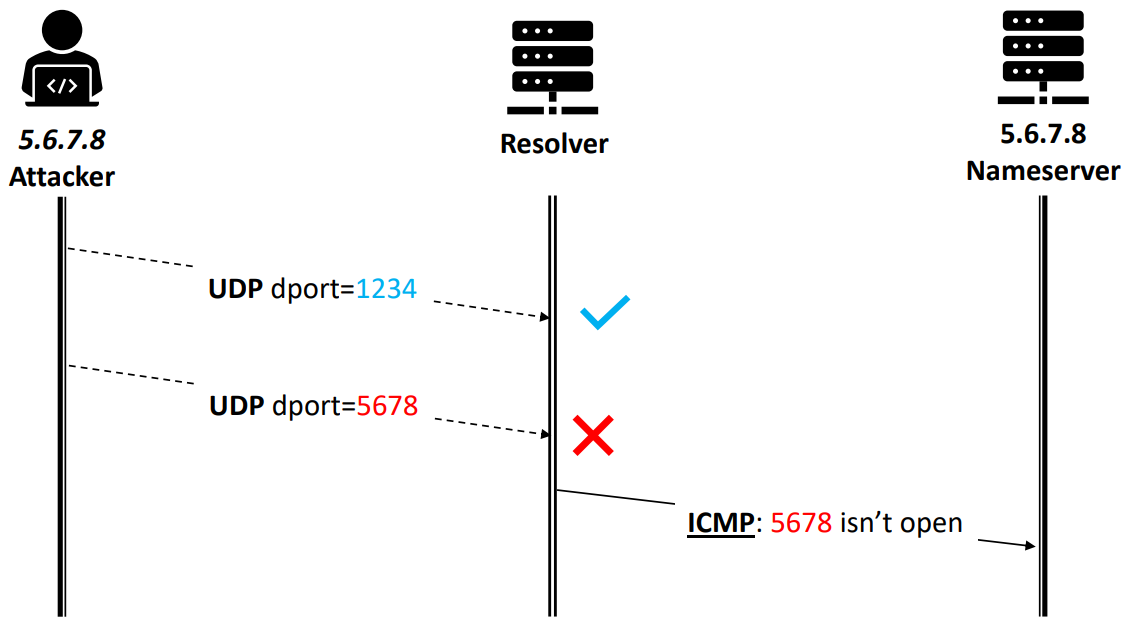 </>
5.6.7.8
Attacker
Resolver
5.6.7.8
Nameserver
UDP dport=1234
UDP dport=5678
ICMP: 5678 isn’t open